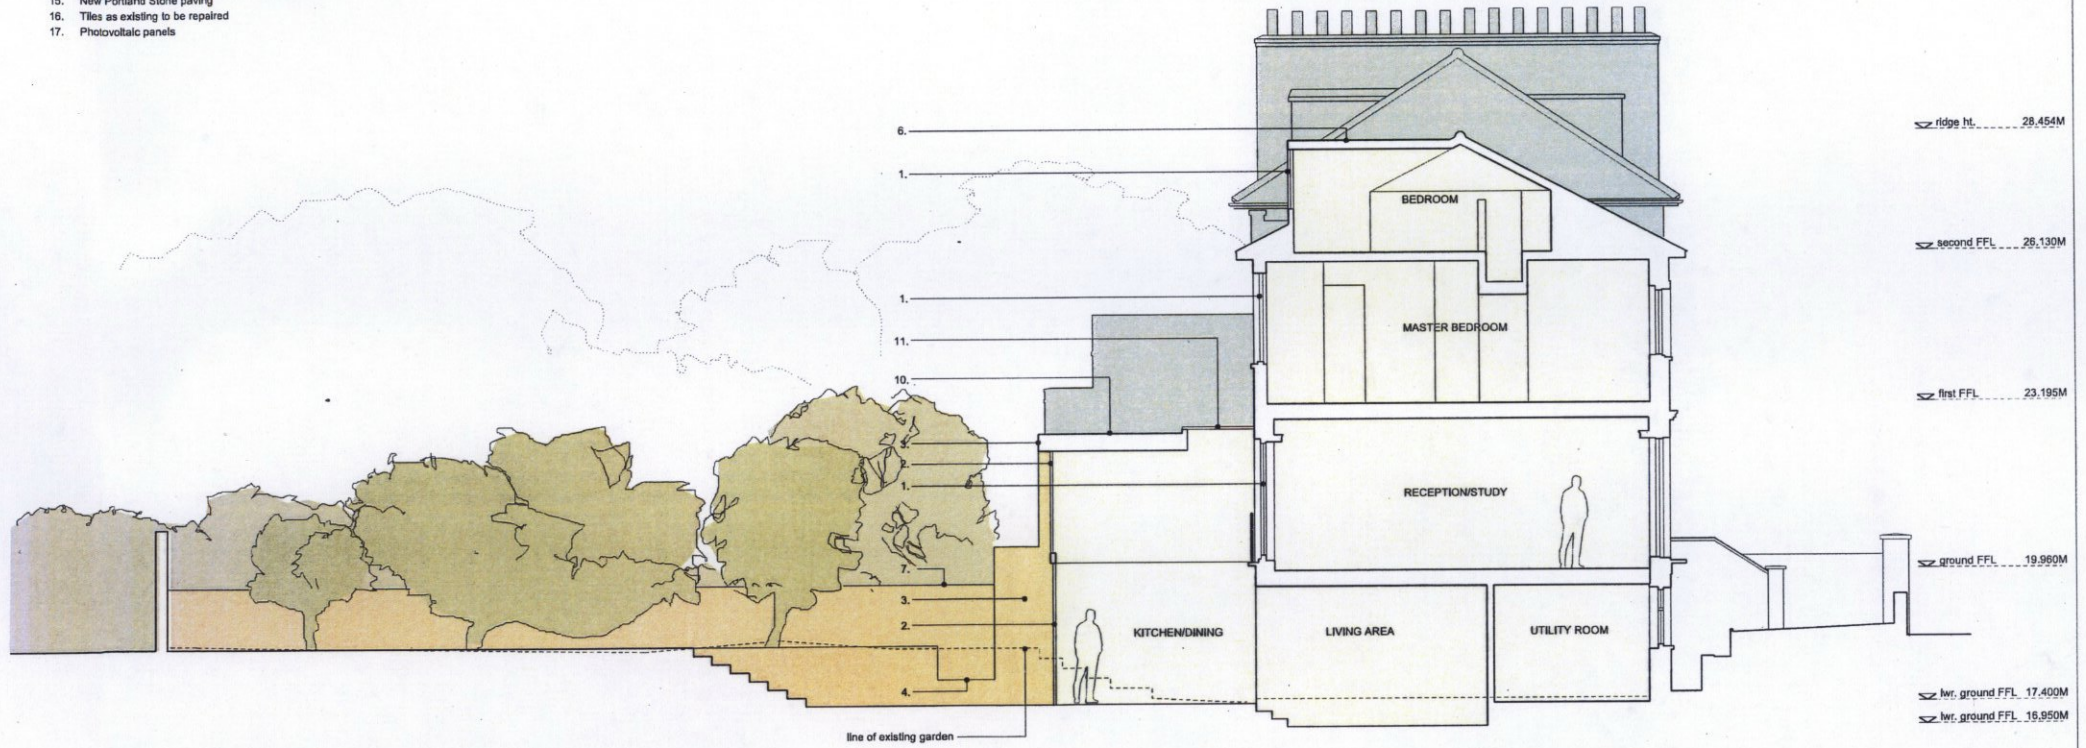 15. New Portland Stone paving
16. Tiles as existing to be repaired
17. Photovoltaic panels
6.
ridge ht. 28,454M
1.
BEDROOM
second FFL 26,130M
1.
MASTER BEDROOM
11.
10.
first FFL 23,195M
3.
2.
1.
RECEPTION/STUDY
7.
ground FFL 19,960M
3.
2.
KITCHEN/DINING
LIVING AREA
UTILITY ROOM
4.
lwr. ground FFL 17,400M
lwr. ground FFL 16,950M
line of existing garden